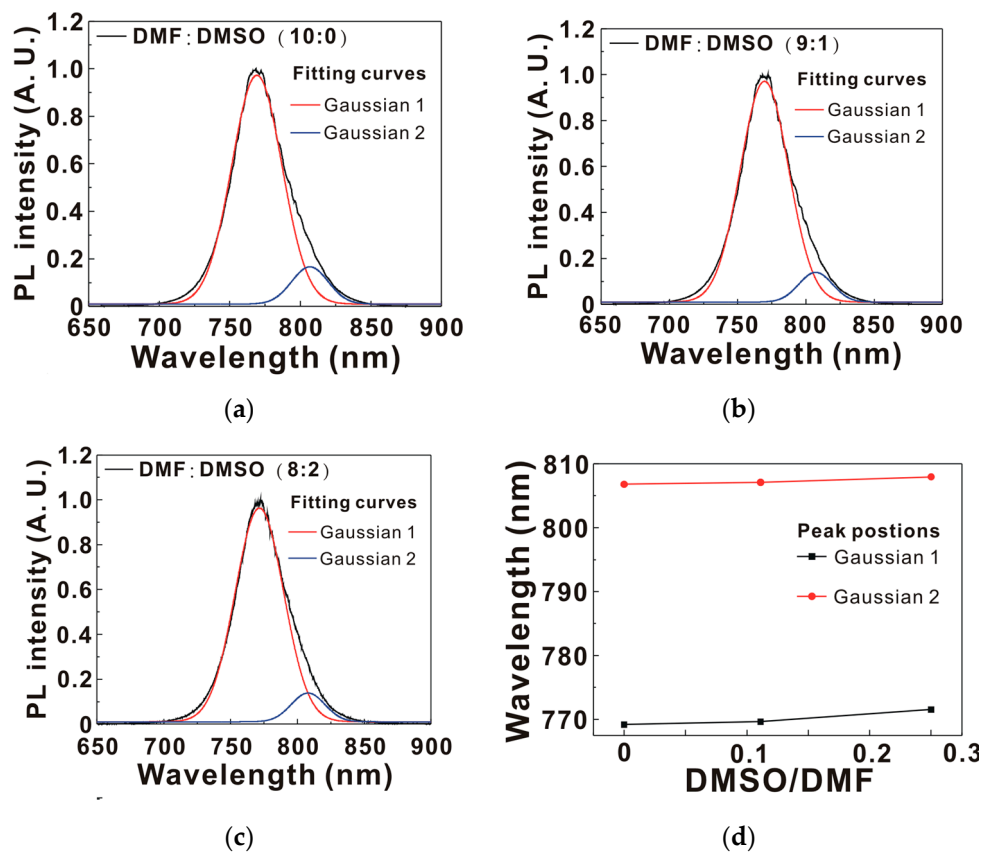 1.2
DMF:DMSO (10:0)
Fitting curves
Gaussian 1
Gaussian 2
1.0
0.8
0.6
0.4
0.2
0
650 700 750 800 850 900
PL intensity (A. U.)
Wavelength (nm)
(a)
1.2
DMF:DMSO (9:1)
Fitting curves
Gaussian 1
Gaussian 2
1.0
0.8
0.6
0.4
0.2
0
650 700 750 800 850 900
PL intensity (A. U.)
Wavelength (nm)
(b)
1.2
DMF:DMSO (8:2)
Fitting curves
Gaussian 1
Gaussian 2
1.0
0.8
0.6
0.4
0.2
0
650 700 750 800 850 900
PL intensity (A. U.)
Wavelength (nm)
(c)
810
800
790
780
770
Peak postions
Gaussian 1
Gaussian 2
0 0.1 0.2 0.3
Wavelength (nm)
DMSO/DMF
(d)